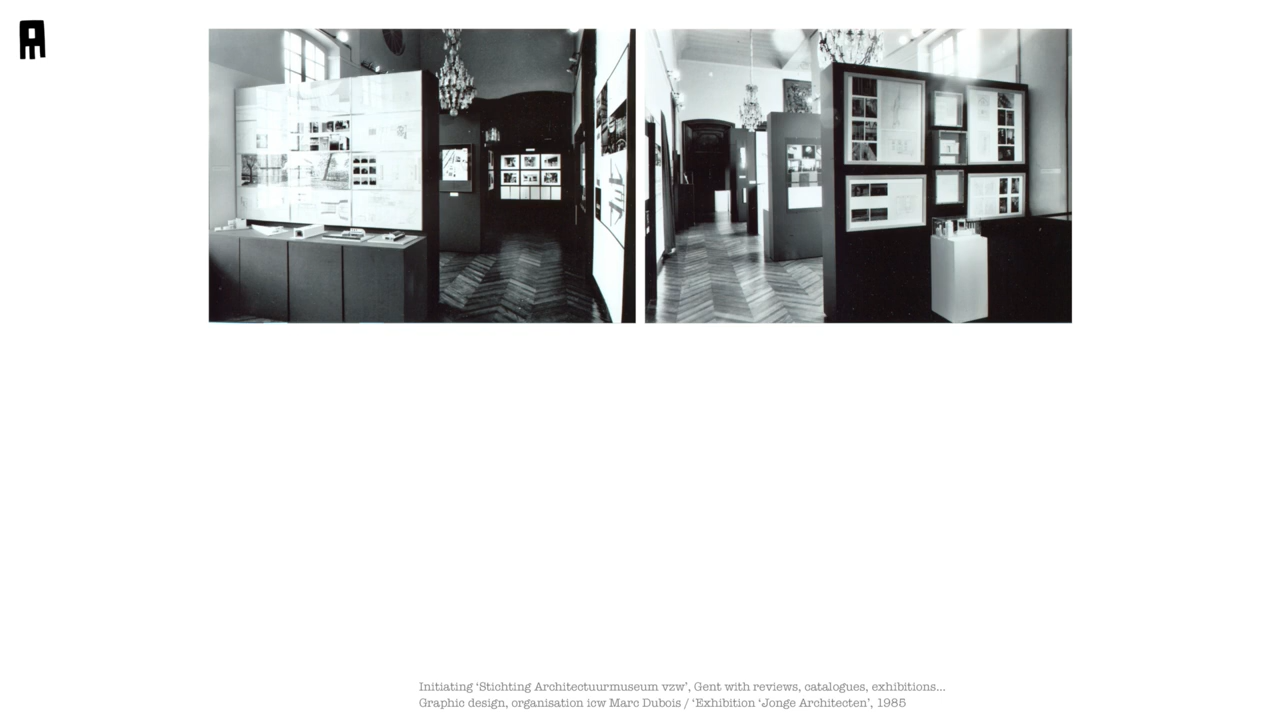 Initiating ‘Stichting Architectuurmuseum vzw’, Gent with reviews, catalogues, exhibitions...
Graphic design, organisation icw Marc Dubois / ‘Exhibition ‘Jonge Architecten’, 1985